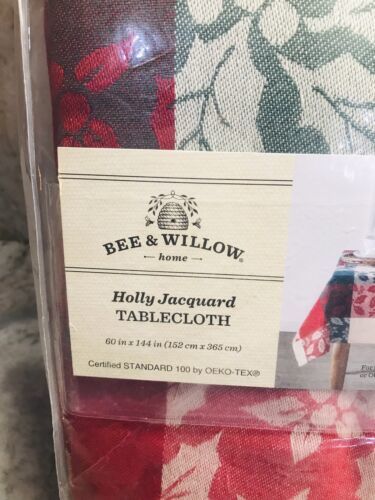 BEE & WILLOW®
home
Holly Jacquard
TABLECLOTH
60 in x 144 in (152 cm x 365 cm)
Certified STANDARD 100 by OEKO-TEX®
For